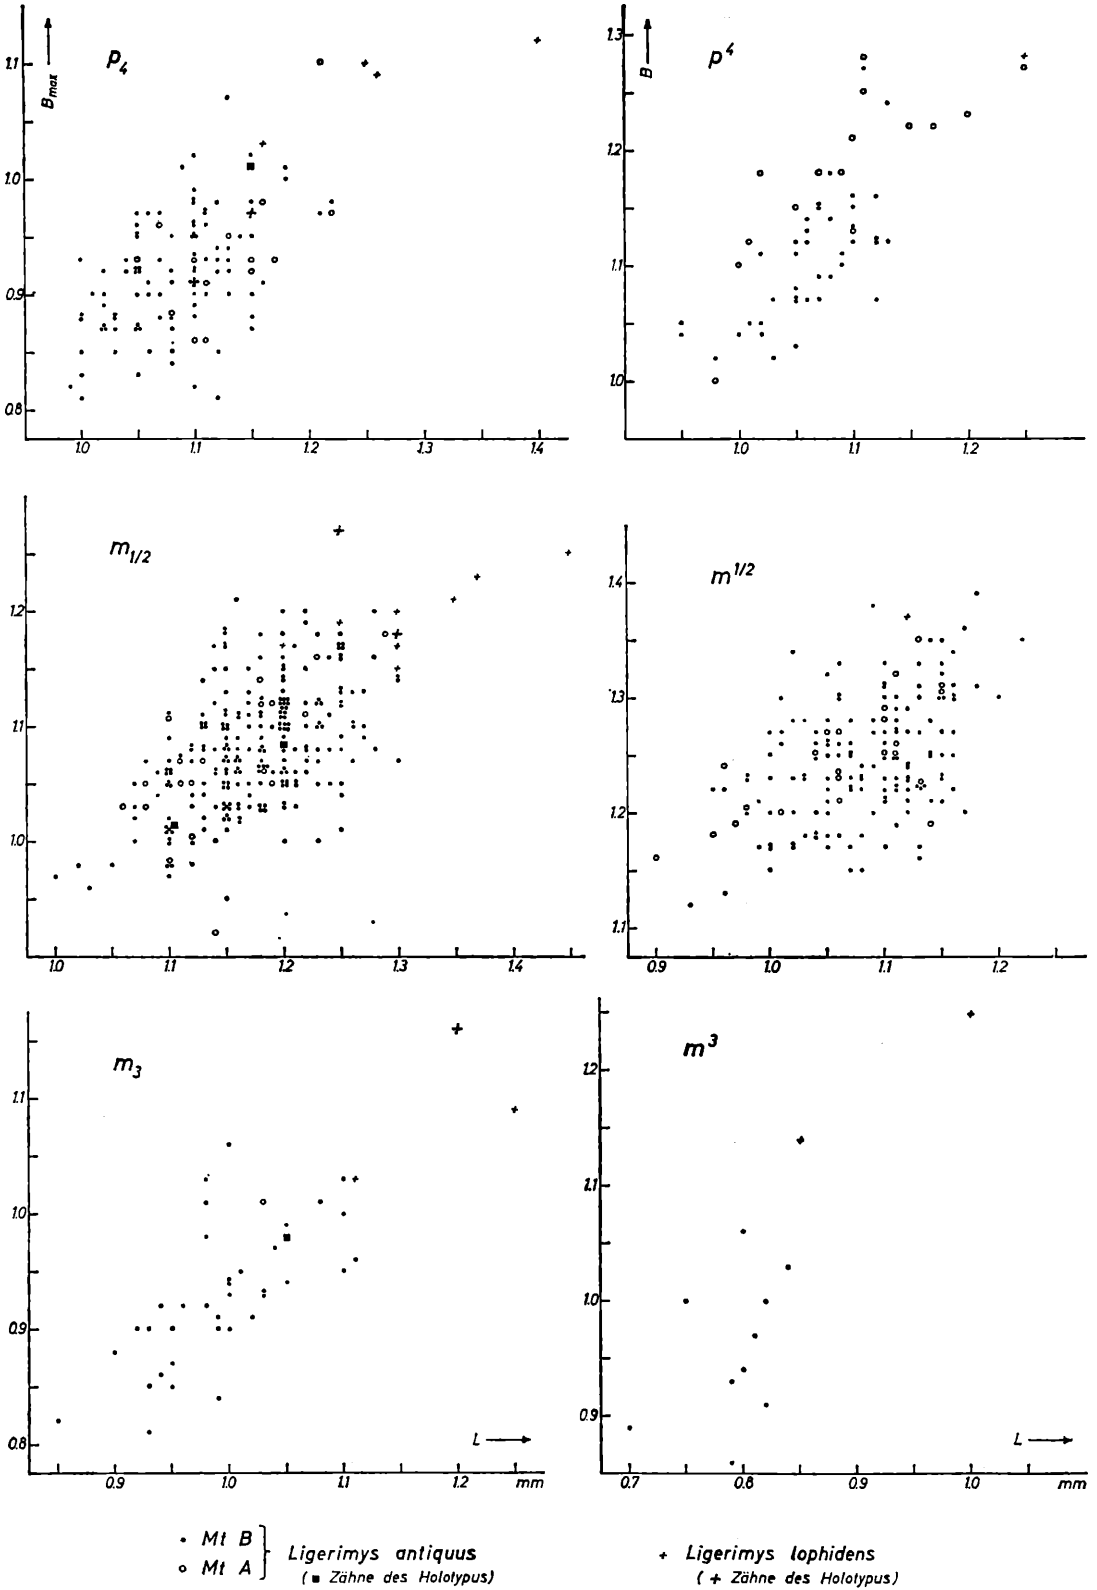 p4
Bmax
1.1
1.0
0.9
0.8
1.0 1.1 1.2 1.3 1.4
p4
B
1.3
1.2
1.1
1.0
1.0 1.1 1.2
m1/2
1.2
1.1
1.0
1.0 1.1 1.2 1.3 1.4
m1/2
1.4
1.3
1.2
1.1
0.9 1.0 1.1 1.2
m3
1.1
1.0
0.9
0.8
L
0.9 1.0 1.1 1.2 mm
m3
1.2
1.1
1.0
0.9
L
0.7 0.8 0.9 1.0 mm
• Mt B
o Mt A
Ligerimys antiquus
(■ Zähne des Holotypus)
+ Ligerimys lophidens
(+ Zähne des Holotypus)